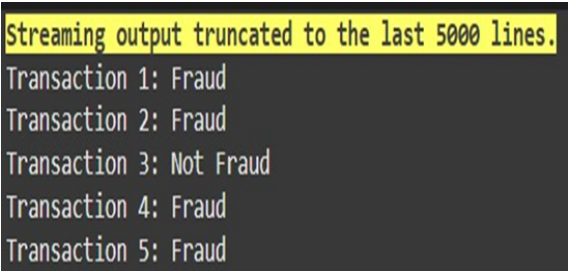 Streaming output truncated to the last 5000 lines.
Transaction 1: Fraud
Transaction 2: Fraud
Transaction 3: Not Fraud
Transaction 4: Fraud
Transaction 5: Fraud